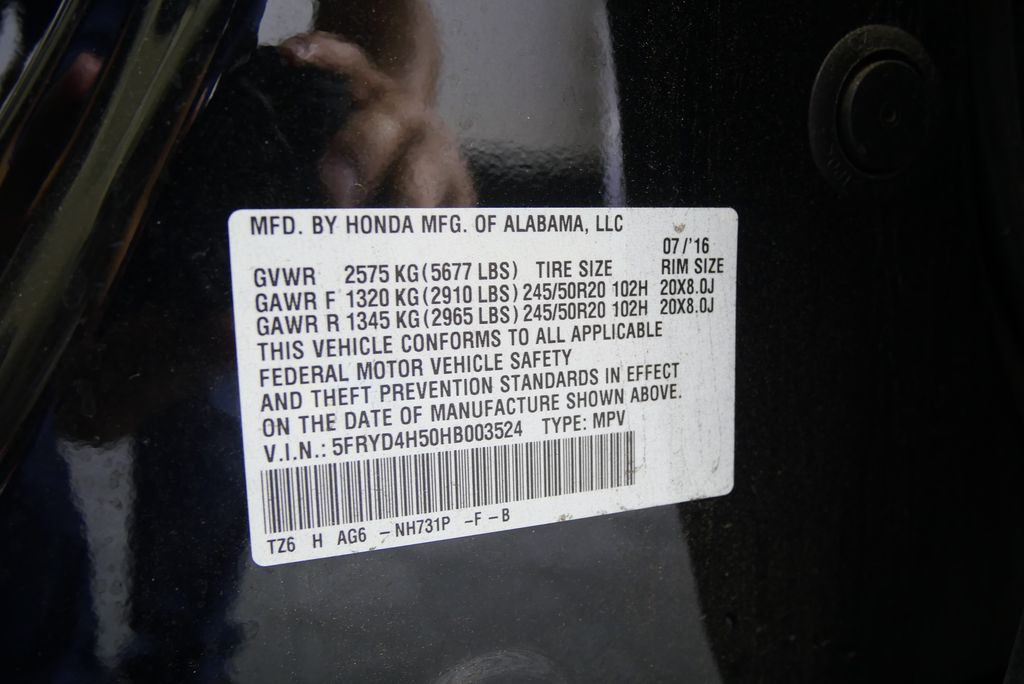 MFD. BY HONDA MFG. OF ALABAMA, LLC
07/'16
GVWR 2575 KG(5677 LBS) TIRE SIZE RIM SIZE
GAWR F 1320 KG(2910 LBS) 245/50R20 102H 20X8.0J
GAWR R 1345 KG(2965 LBS) 245/50R20 102H 20X8.0J
THIS VEHICLE CONFORMS TO ALL APPLICABLE
FEDERAL MOTOR VEHICLE SAFETY
AND THEFT PREVENTION STANDARDS IN EFFECT
ON THE DATE OF MANUFACTURE SHOWN ABOVE.
V.I.N.: 5FRYD4H50HB003524 TYPE: MPV
TZ6 H AG6 -NH731P -F-B